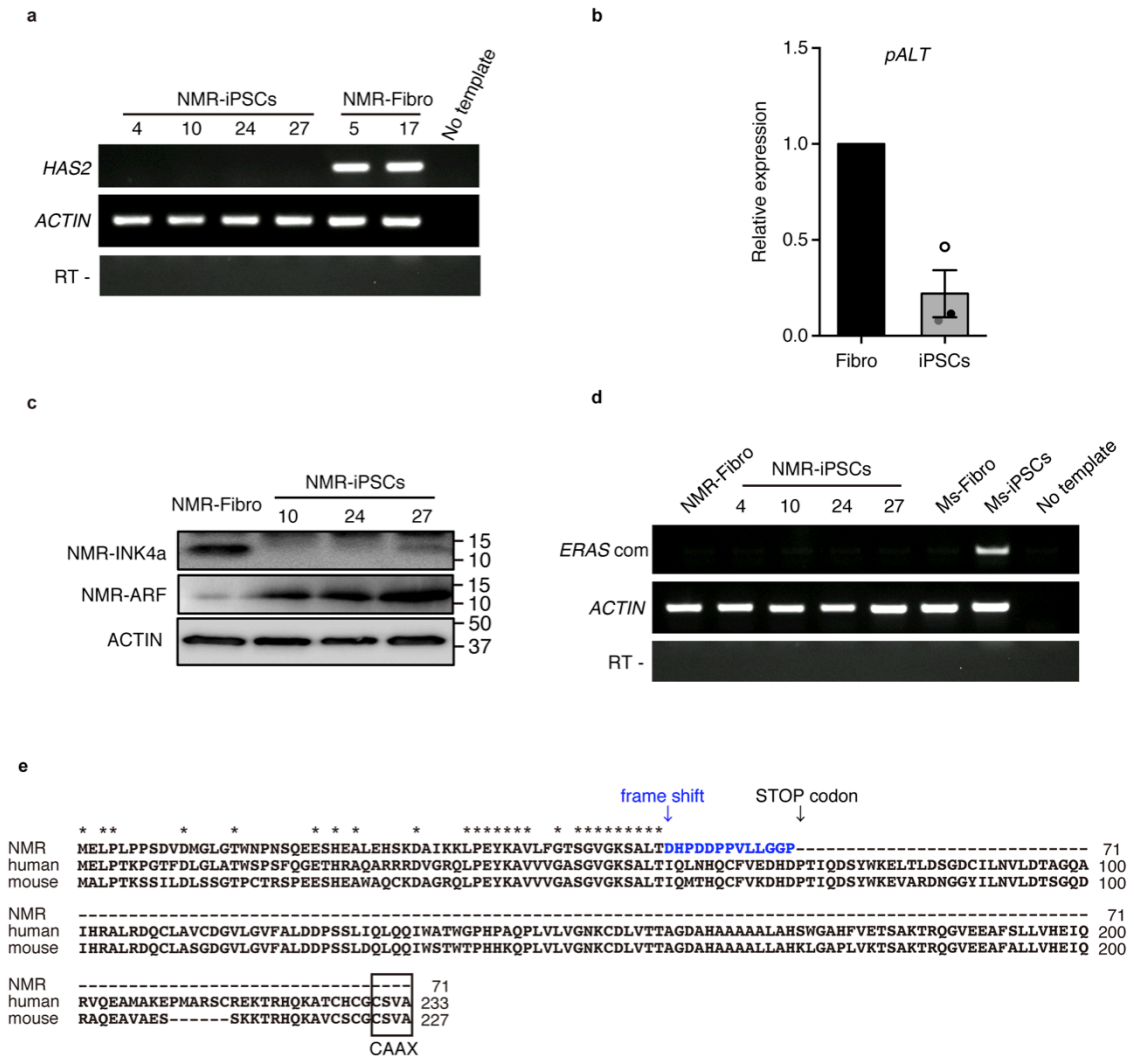 a
NMR-iPSCs NMR-Fibro No template
4 10 24 27 5 17
HAS2
ACTIN
RT -
b
pALT
Relative expression
1.5
1.0
0.5
0.0
Fibro iPSCs
c
NMR-iPSCs
NMR-Fibro
10 24 27
NMR-INK4a 15
10
NMR-ARF 15
10
ACTIN 50
37
d
NMR-Fibro NMR-iPSCs Ms-Fibro Ms-iPSCs No template
4 10 24 27
ERAS com
ACTIN
RT -
e
frame shift STOP codon
↓ ↓
* ** * * * * * * ******* * *********
NMR MELPLPPSDVDMGLGTWNPNSQEESHEALEHSKDAIKKLPEYKAVLFGTSGVGKSALTDHPDDPPVLLGGP----------------------------- 71
human MELPTKPGTFDLGLATWSPSFQGETHRAQARRRDVGRQLPEYKAVVVGASGVGKSALTIQLNHQCFVEDHDPTIQDSYWKELTLDSGDCILNVLDTAGQA 100
mouse MALPTKSSILDLSSGTPCTRSPEESHRAWAQCKDAGRQLPEYKAVVVGASGVGKSALTIQMTHQCFVKDHDPTIQDSYWKEVARDNGGYILNVLDTSGQD 100
NMR ---------------------------------------------------------------------------------------------------- 71
human IHRALRDQCLAVCDGVLGVFALDDPSSLIQLQQIWATWGPHPAQPLVLVGNKCDLVTTAGDAHAAAAALAHSWGAHFVETSAKTRQGVEEAFSLLVHEIQ 200
mouse IHRALRDQCLASGDGVLGVFALDDPSSLDQLQQIWSTWTPHHKQPLVLVGNKCDLVTTAGDAHAAAALLAHKLGAPLVKTSAKTRQGVEEAFALLVHEIQ 200
NMR --------------------------------- 71
human RVQEAMAKEPMARSCREKTRHQKATCHCGCSVA 233
mouse RAQEAVAES------SKKTRHQKAVCSCGCSVA 227
CAAX